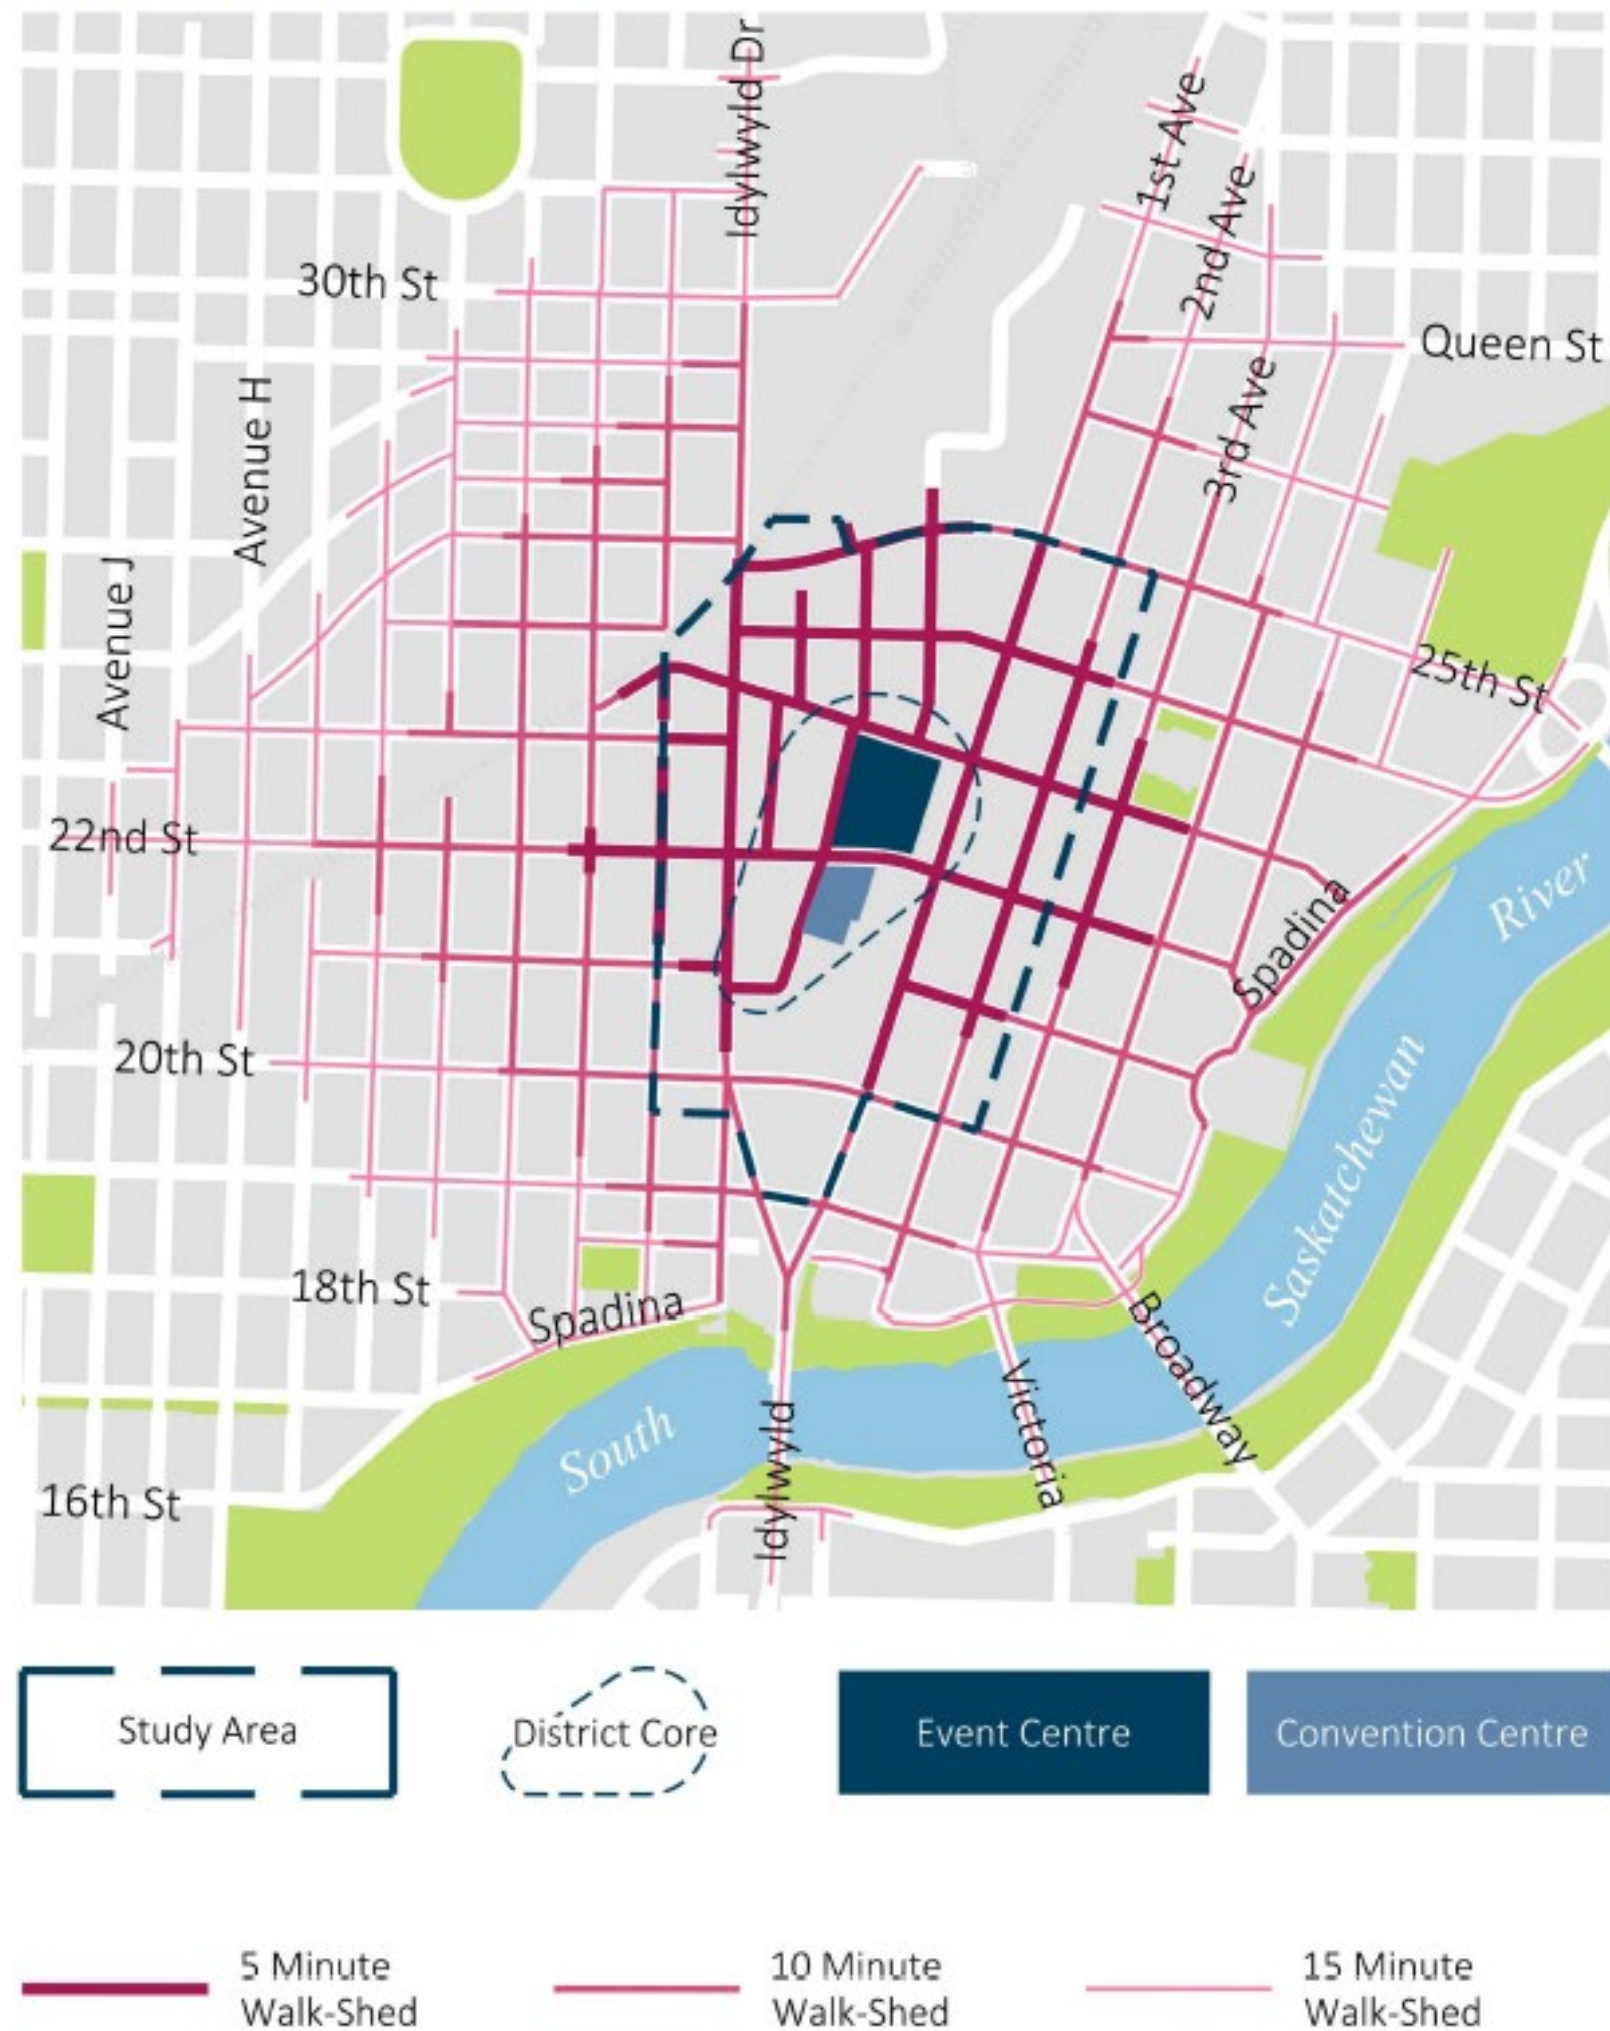 Idylwyld Dr
1st Ave
2nd Ave
30th St
Queen St
3rd Ave
Avenue H
Avenue J
25th St
22nd St
River
Spadina
20th St
Saskatchewan
18th St
Spadina
Broadway
Victoria
South
Idylwyld
16th St
Study Area
District Core
Event Centre
Convention Centre
5 Minute
Walk-Shed
10 Minute
Walk-Shed
15 Minute
Walk-Shed